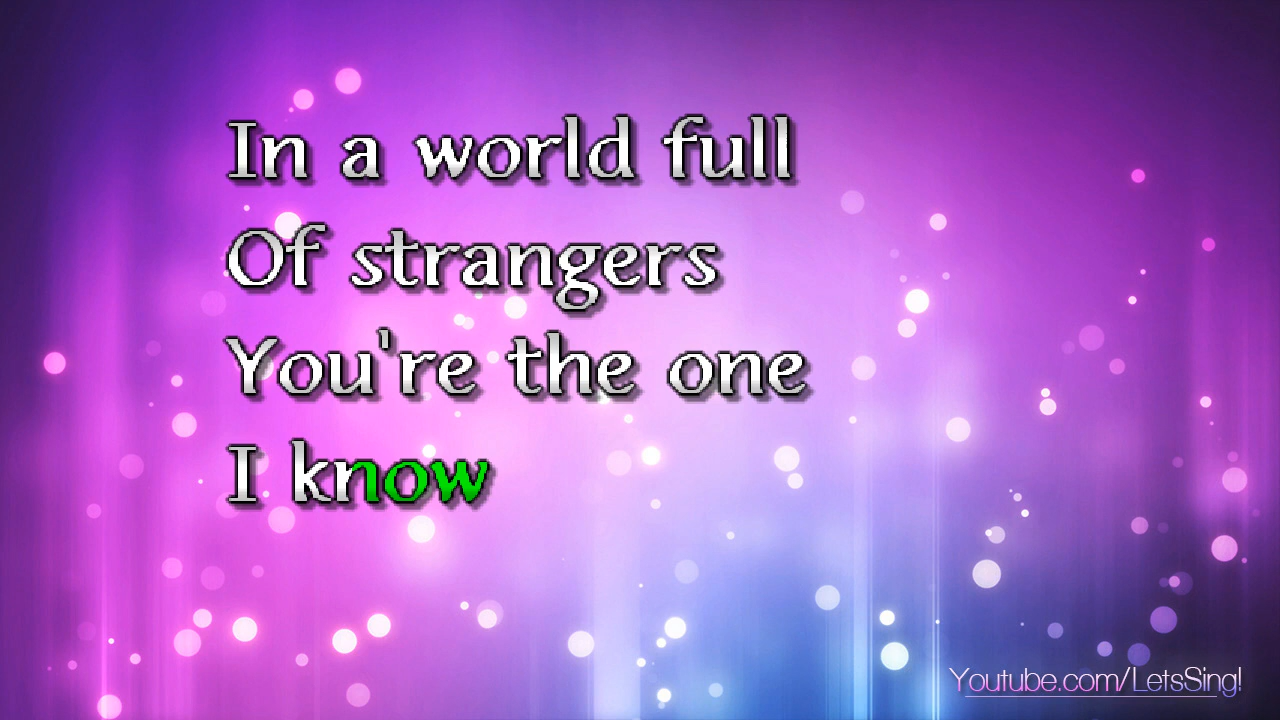 In a world full
Of strangers
You're the one
I know
Youtube.com/LetsSing!